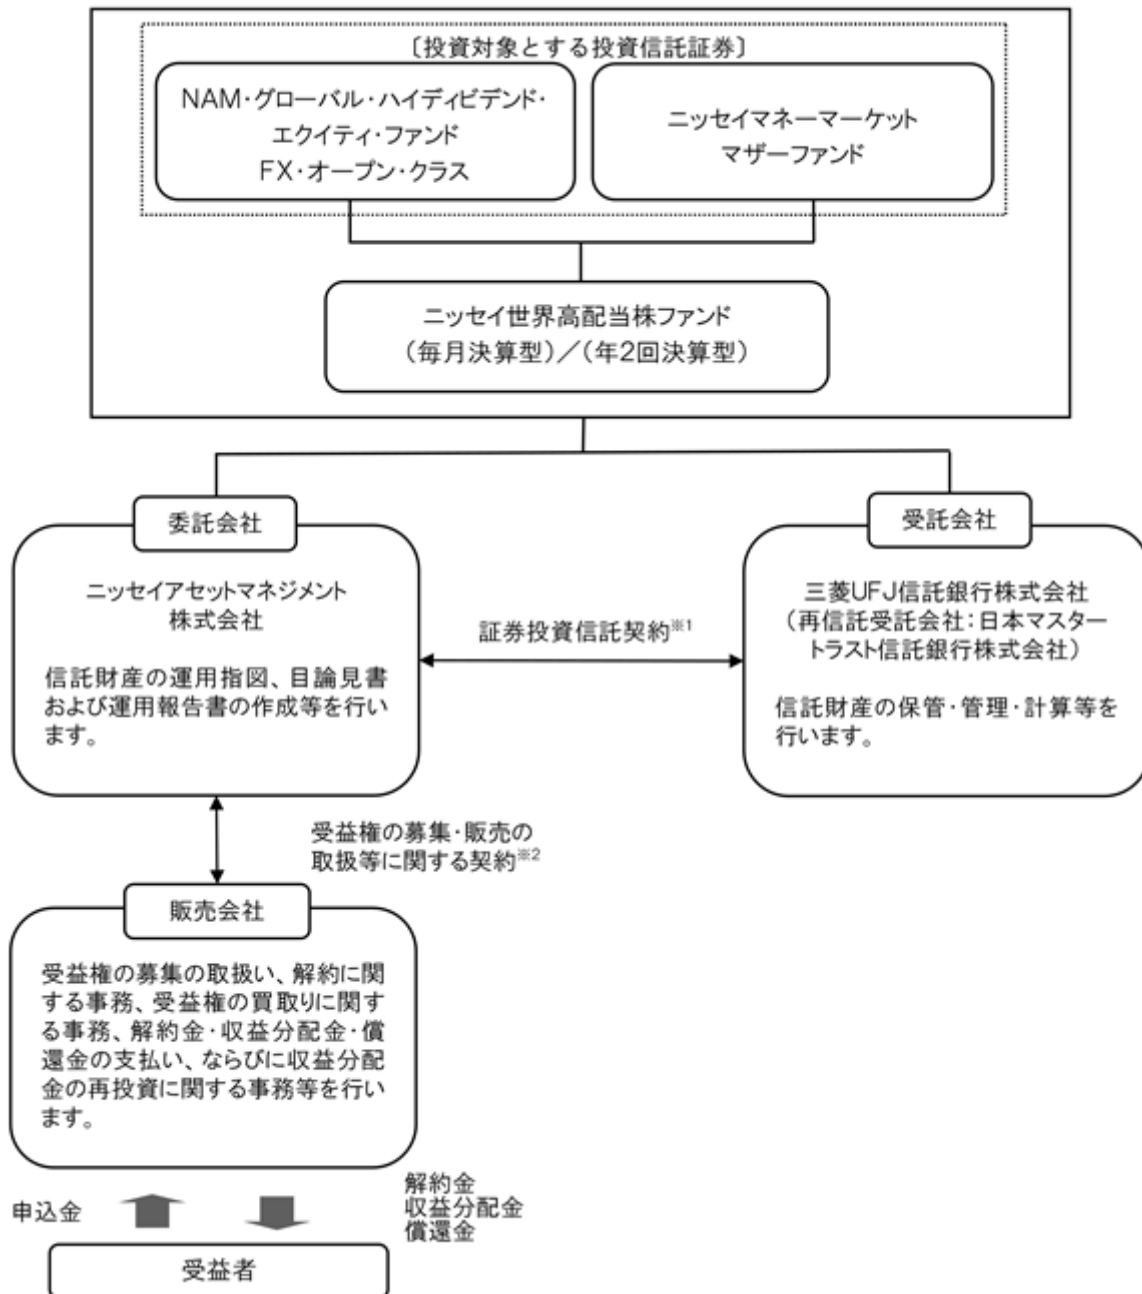 〔投資対象とする投資信託証券〕
NAM・グローバル・ハイディビデンド・
エクイティ・ファンド
FX・オープン・クラス
ニッセイマネーマーケット
マザーファンド
ニッセイ世界高配当株ファンド
（毎月決算型）／（年2回決算型）
委託会社
ニッセイアセットマネジメント
株式会社
信託財産の運用指図、目論見書
および運用報告書の作成等を行い
ます。
証券投資信託契約※1
受託会社
三菱UFJ信託銀行株式会社
（再信託受託会社：日本マスター
トラスト信託銀行株式会社）
信託財産の保管・管理・計算等を
行います。
受益権の募集・販売の
取扱等に関する契約※2
販売会社
受益権の募集の取扱い、解約に関
する事務、受益権の買取りに関す
る事務、解約金・収益分配金・償
還金の支払い、ならびに収益分配
金の再投資に関する事務等を行い
ます。
申込金
解約金
収益分配金
償還金
受益者